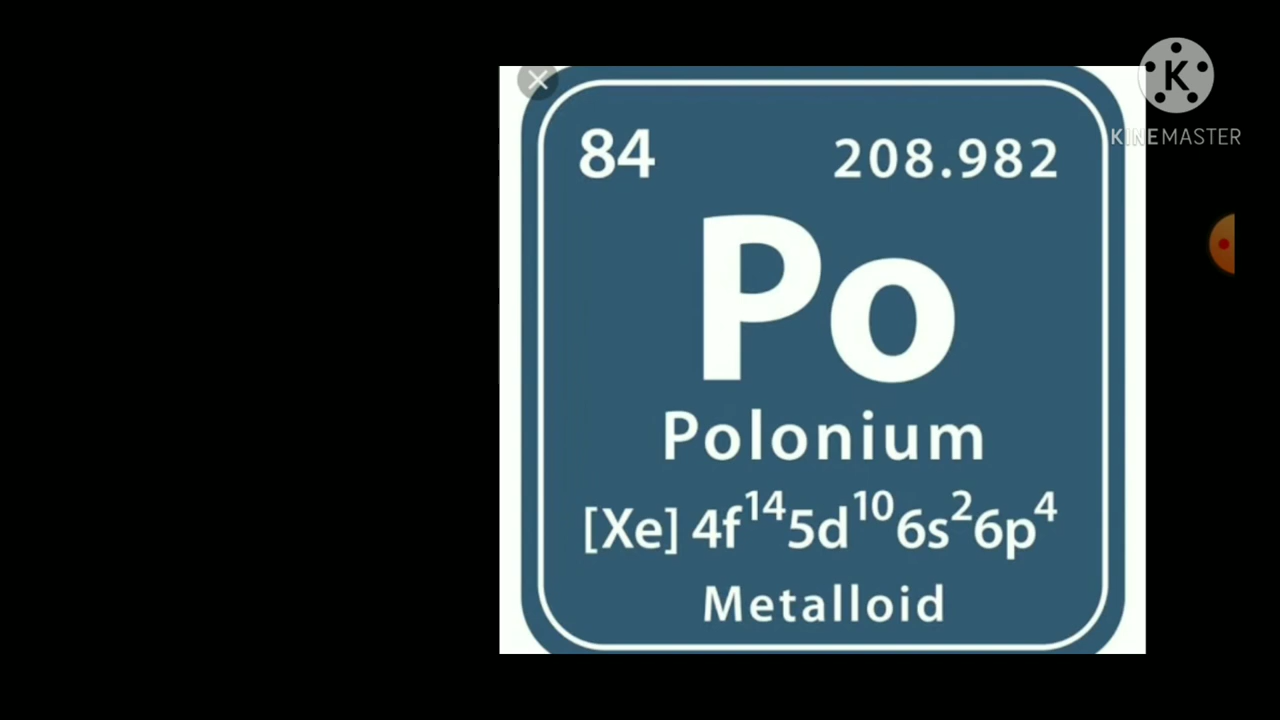 84 208.982
Po
Polonium
[Xe] 4f¹⁴5d¹⁰6s²6p⁴
Metalloid
K
KINEMASTER